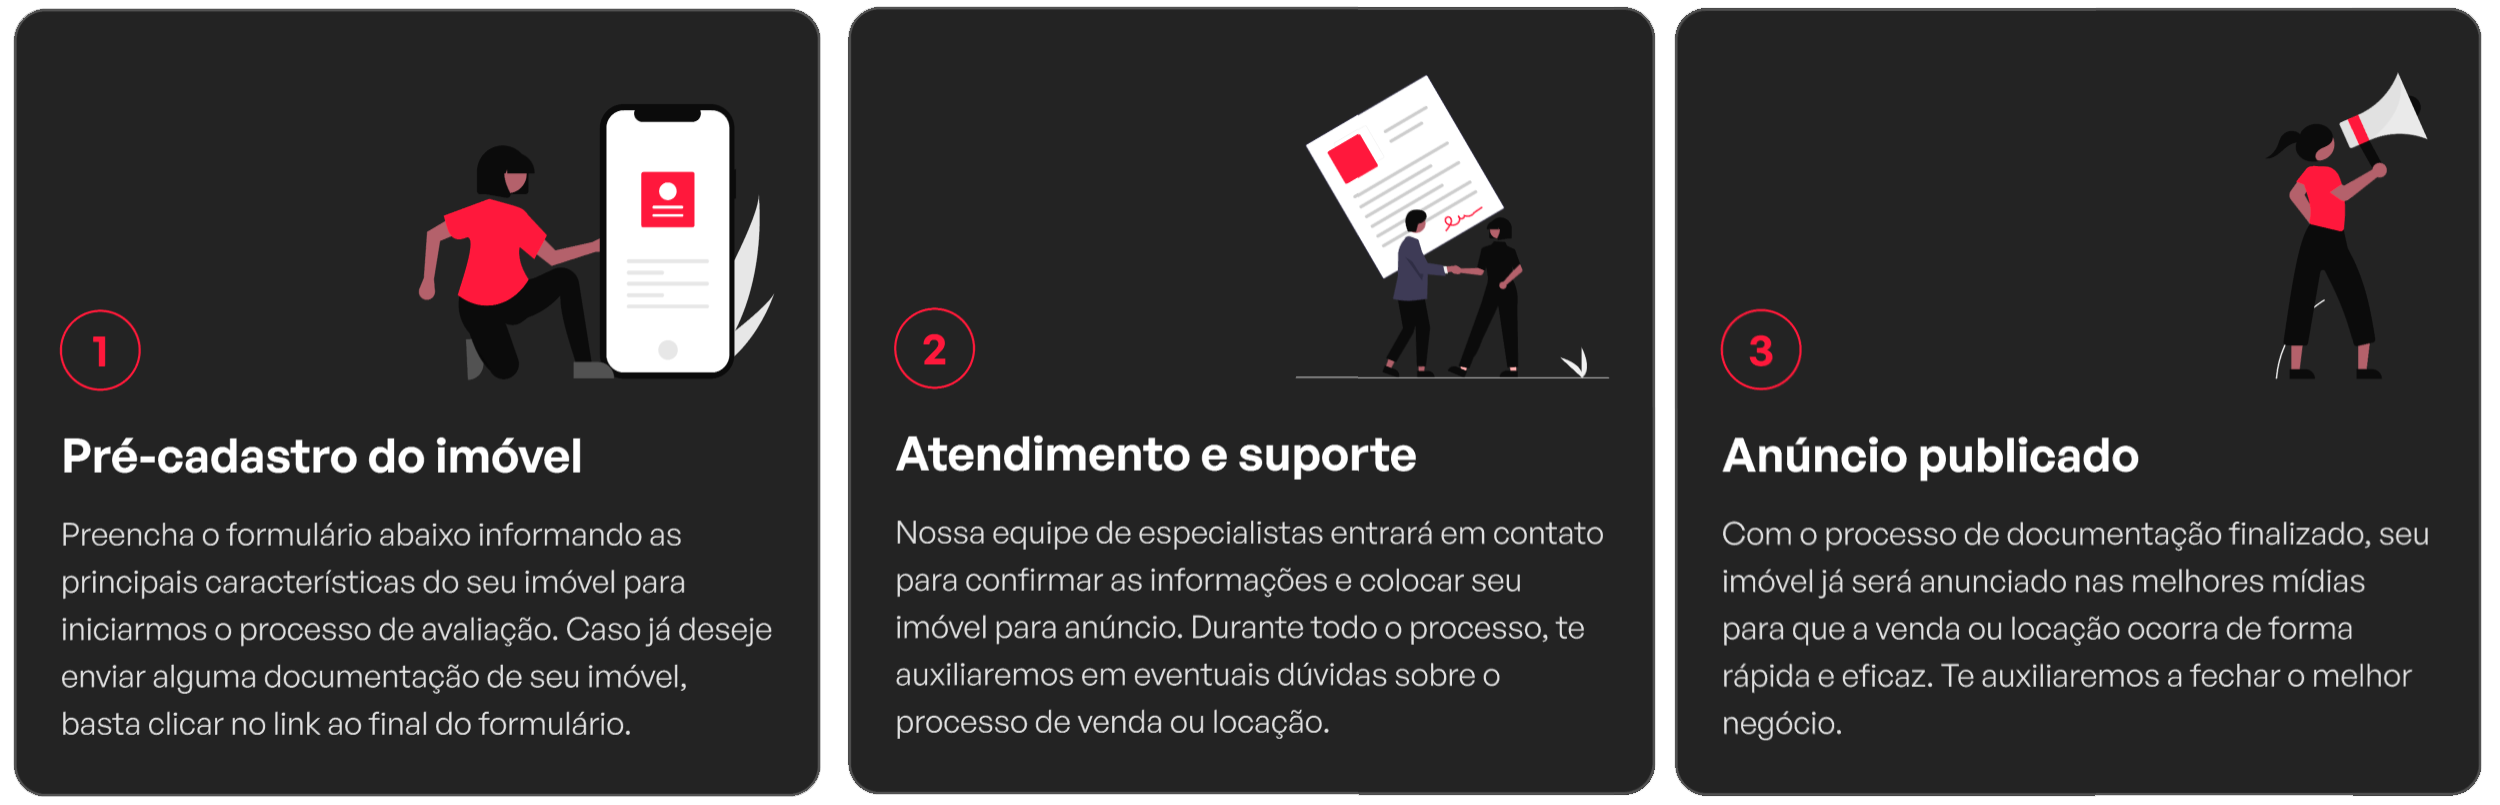 1
Pré-cadastro do imóvel
Preencha o formulário abaixo informando as
principais características do seu imóvel para
iniciarmos o processo de avaliação. Caso já deseje
enviar alguma documentação de seu imóvel,
basta clicar no link ao final do formulário.
2
Atendimento e suporte
Nossa equipe de especialistas entrará em contato
para confirmar as informações e colocar seu
imóvel para anúncio. Durante todo o processo, te
auxiliaremos em eventuais dúvidas sobre o
processo de venda ou locação.
3
Anúncio publicado
Com o processo de documentação finalizado, seu
imóvel já será anunciado nas melhores mídias
para que a venda ou locação ocorra de forma
rápida e eficaz. Te auxiliaremos a fechar o melhor
negócio.